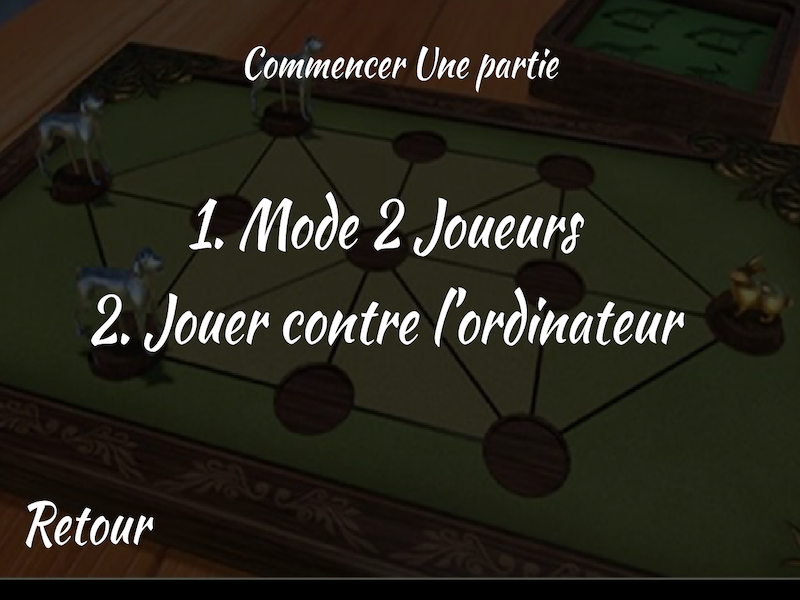 Commencer Une partie
1. Mode 2 Joueurs
2. Jouer contre l'ordinateur
Retour